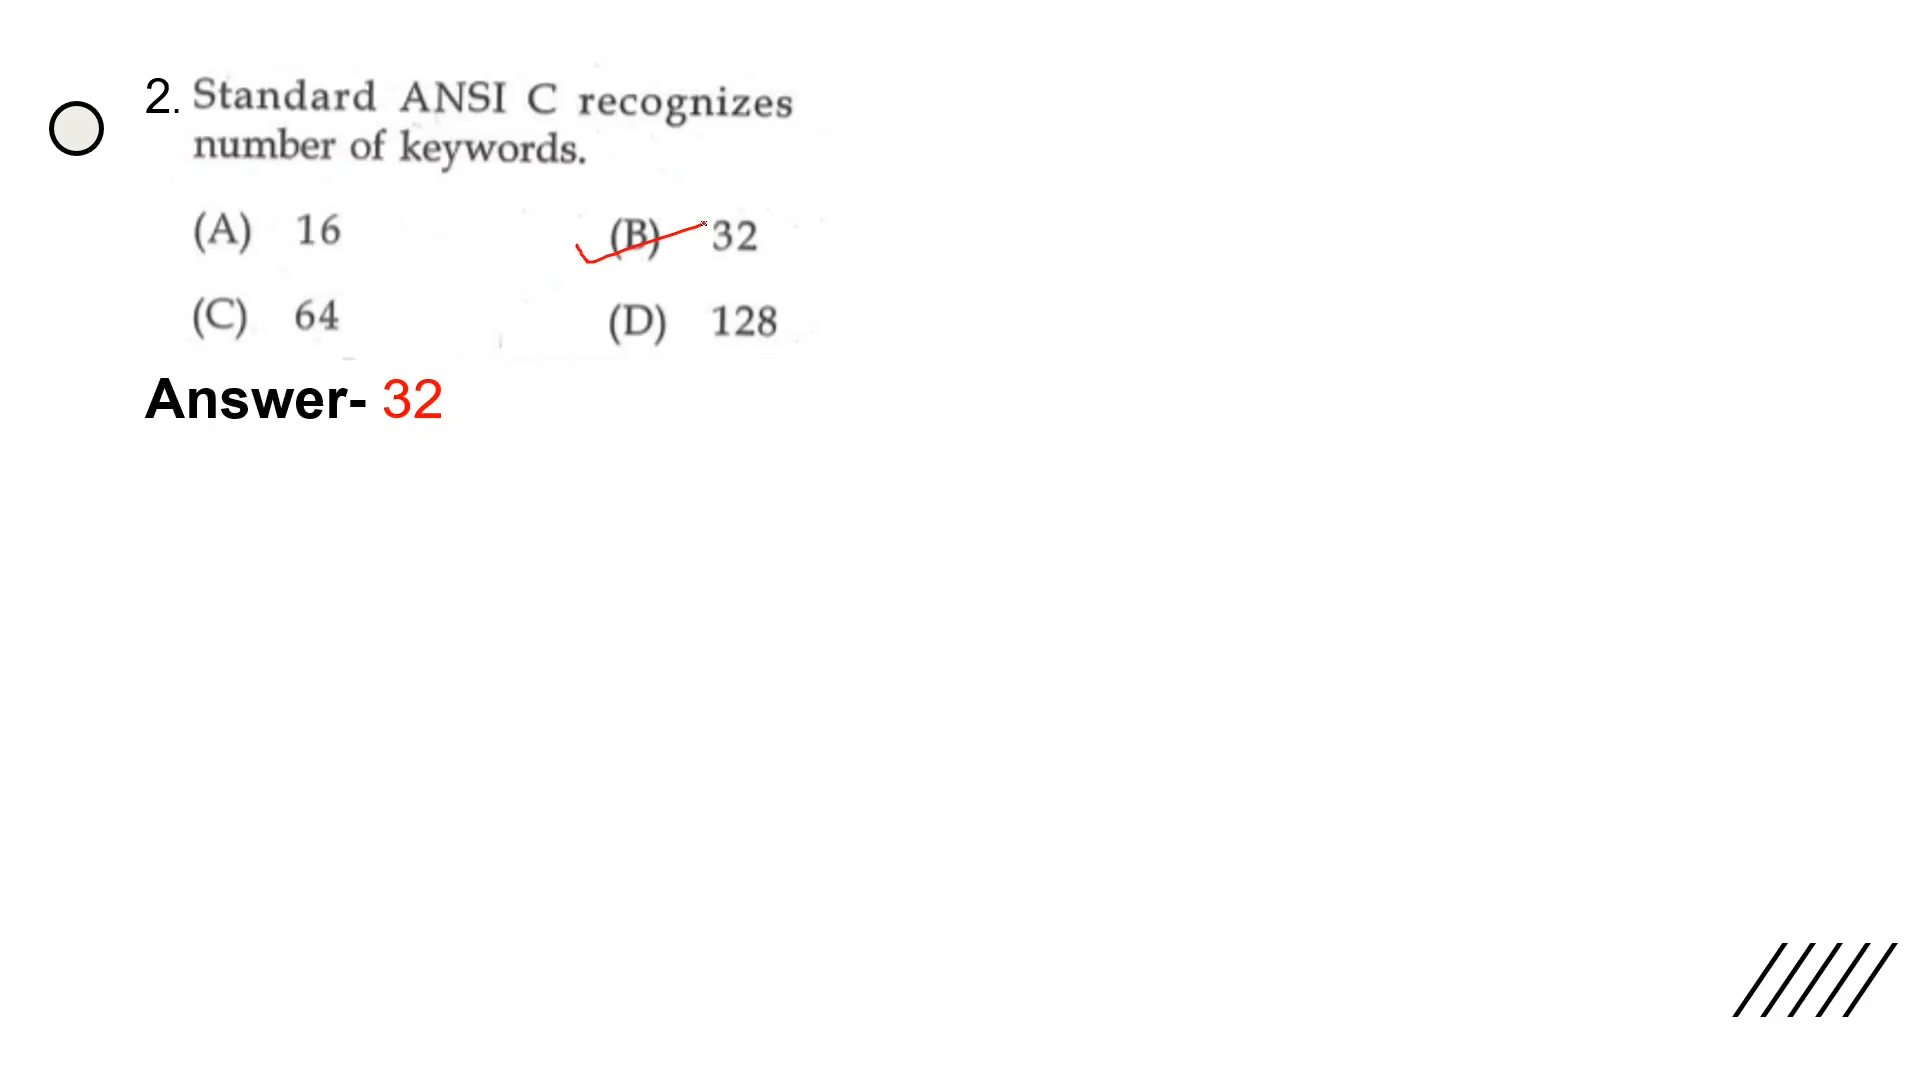 2. Standard ANSI C recognizes
number of keywords.
(A) 16 (B) 32
(C) 64 (D) 128
Answer- 32